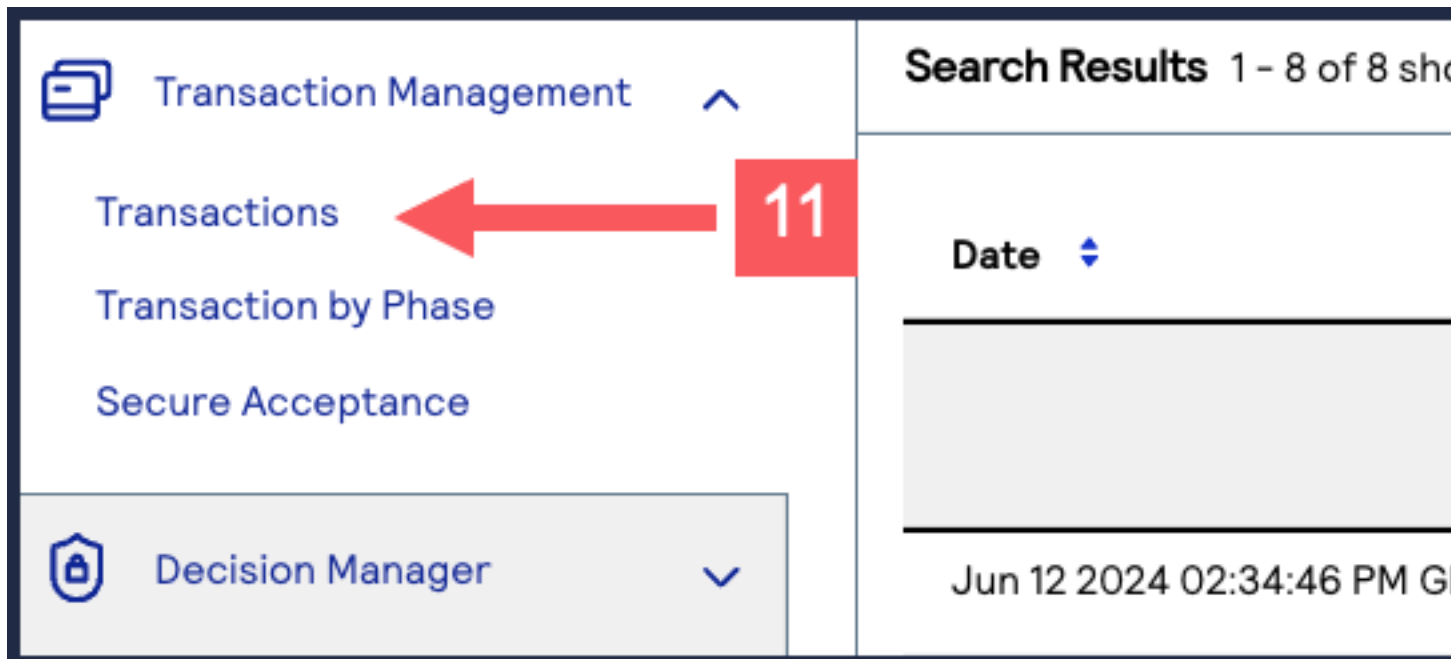 Transaction Management
Transactions
11
Transaction by Phase
Secure Acceptance
Decision Manager
Search Results 1 - 8 of 8
Date
Jun 12 2024 02:34:46 PM